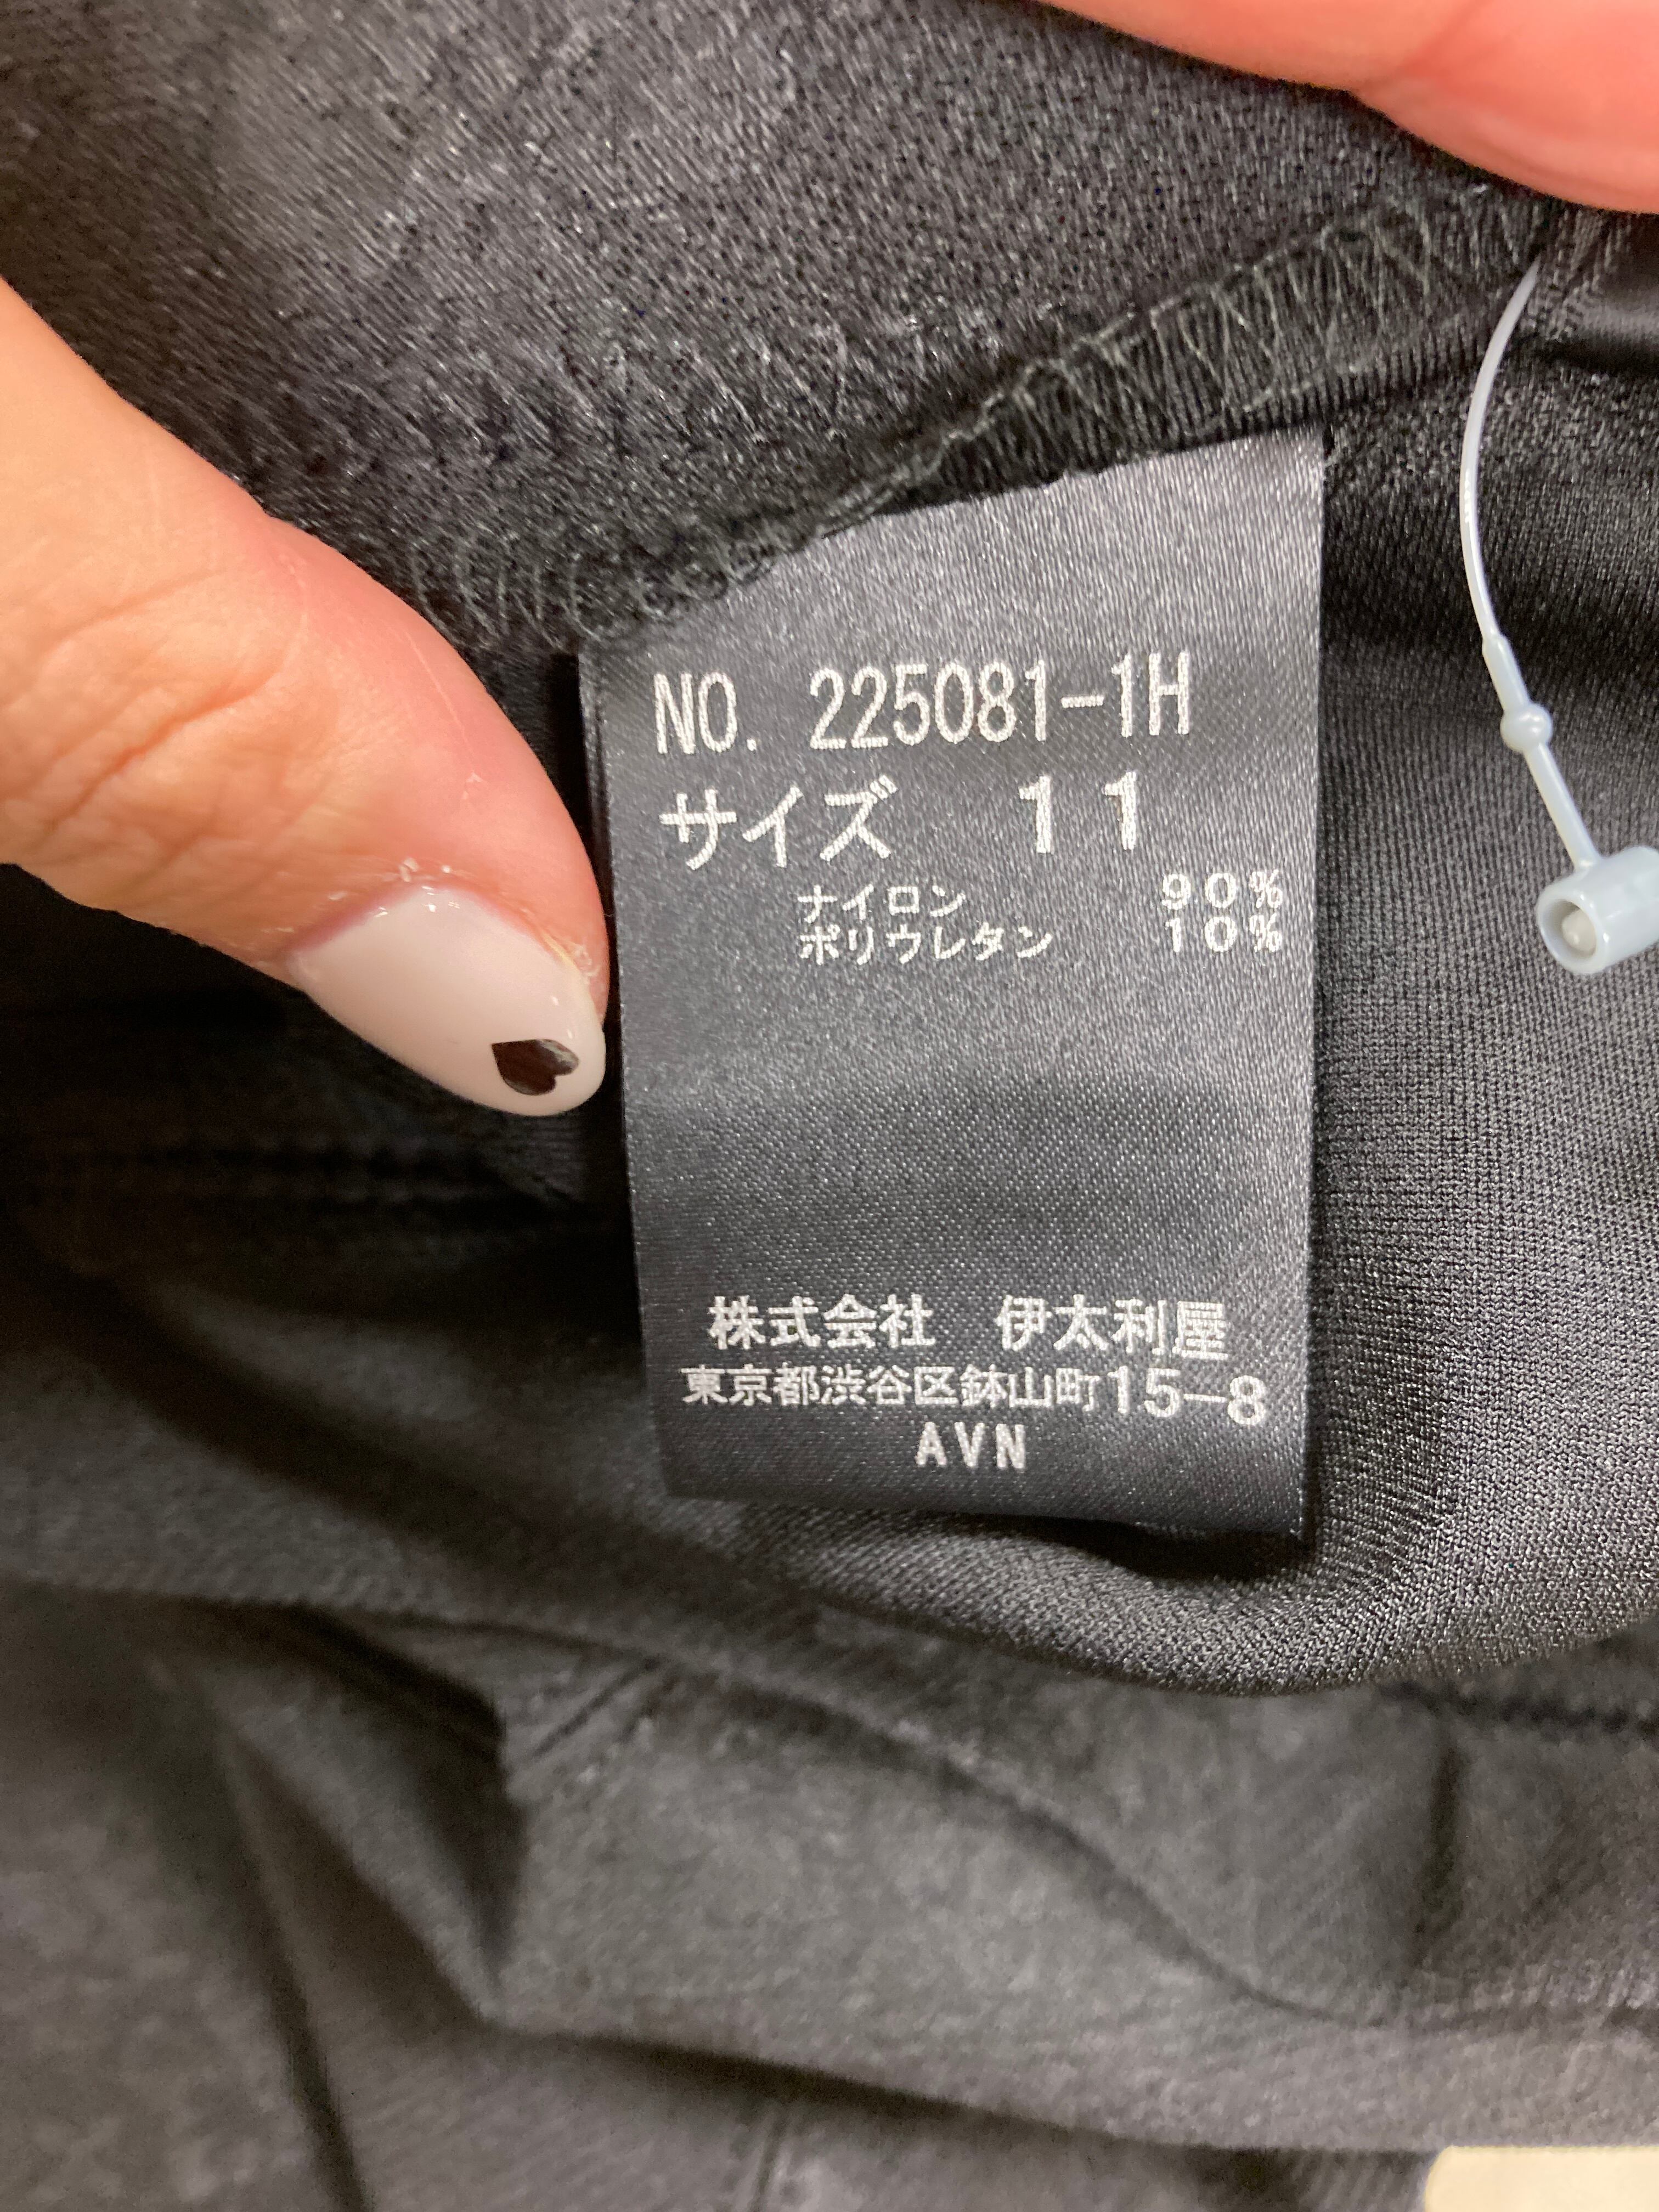 NO. 225081-1H
サイズ 11
ナイロン 90%
ポリウレタン 10%
株式会社 伊太利屋
東京都渋谷区鉢山町15-8
AVN